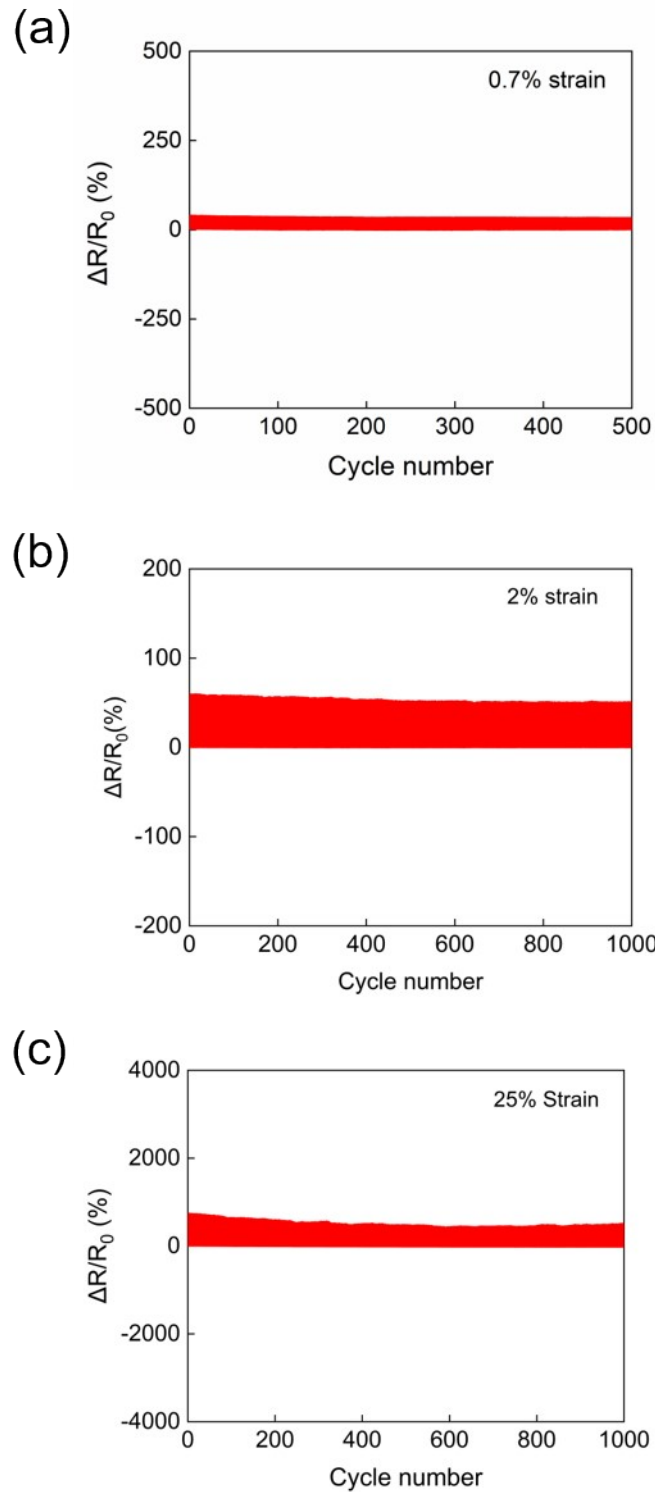 (a)
500
0.7% strain
250
ΔR/R₀ (%)
0
-250
-500
0 100 200 300 400 500
Cycle number
(b)
200
2% strain
100
ΔR/R₀(%)
0
-100
-200
0 200 400 600 800 1000
Cycle number
(c)
4000
25% Strain
2000
ΔR/R₀ (%)
0
-2000
-4000
0 200 400 600 800 1000
Cycle number